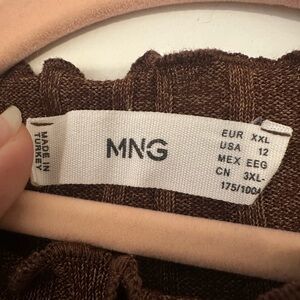 MADE IN
TURKEY
MNG
EUR XXL
USA 12
MEX EEG
CN 3XL-
175/100A